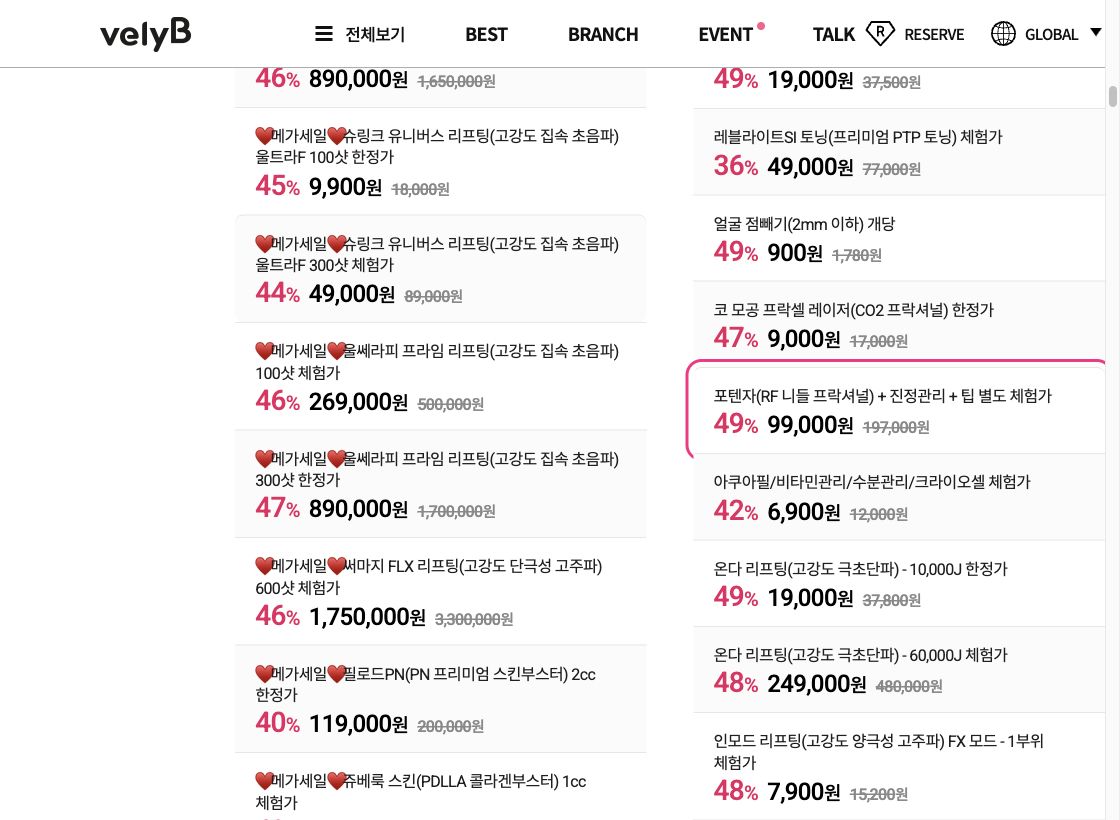 velyB
전체보기
BEST
BRANCH
EVENT
TALK
R
RESERVE
GLOBAL
46% 890,000원 1,650,000원
❤️메가세일❤️슈링크 유니버스 리프팅(고강도 집속 초음파)
울트라F 100샷 한정가
45% 9,900원 18,000원
❤️메가세일❤️슈링크 유니버스 리프팅(고강도 집속 초음파)
울트라F 300샷 체험가
44% 49,000원 89,000원
❤️메가세일❤️울쎄라피 프라임 리프팅(고강도 집속 초음파)
100샷 체험가
46% 269,000원 500,000원
❤️메가세일❤️울쎄라피 프라임 리프팅(고강도 집속 초음파)
300샷 한정가
47% 890,000원 1,700,000원
❤️메가세일❤️써마지 FLX 리프팅(고강도 단극성 고주파)
600샷 체험가
46% 1,750,000원 3,300,000원
❤️메가세일❤️필로드PN(PN 프리미엄 스킨부스터) 2cc
한정가
40% 119,000원 200,000원
❤️메가세일❤️쥬베룩 스킨(PDLLA 콜라겐부스터) 1cc
체험가
49% 19,000원 37,500원
레블라이트SI 토닝(프리미엄 PTP 토닝) 체험가
36% 49,000원 77,000원
얼굴 점빼기(2mm 이하) 개당
49% 900원 1,780원
코 모공 프락셀 레이저(CO2 프락셔널) 한정가
47% 9,000원 17,000원
포텐자(RF 니들 프락셔널) + 진정관리 + 팁 별도 체험가
49% 99,000원 197,000원
아쿠아필/비타민관리/수분관리/크라이오셀 체험가
42% 6,900원 12,000원
온다 리프팅(고강도 극초단파) - 10,000J 한정가
49% 19,000원 37,800원
온다 리프팅(고강도 극초단파) - 60,000J 체험가
48% 249,000원 480,000원
인모드 리프팅(고강도 양극성 고주파) FX 모드 - 1부위
체험가
48% 7,900원 15,200원